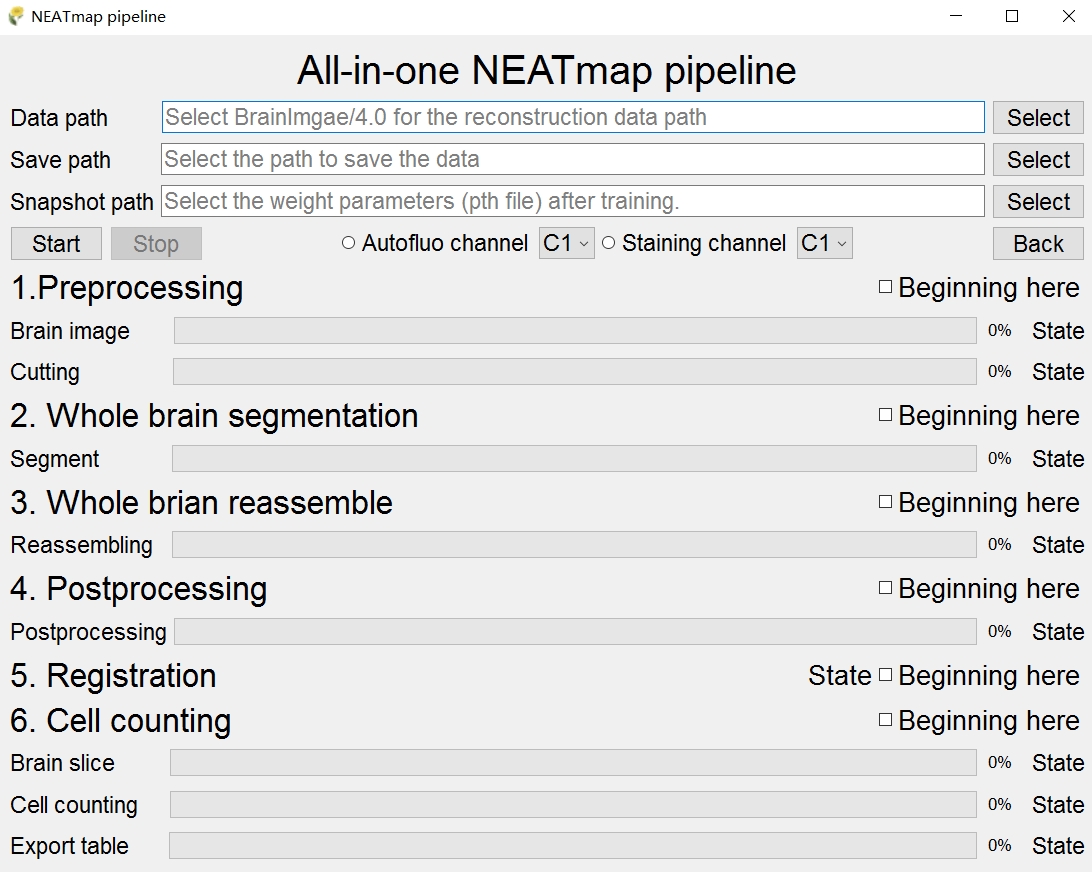 NEATmap pipeline
All-in-one NEATmap pipeline
Data path Select BrainImgae/4.0 for the reconstruction data path Select
Save path Select the path to save the data Select
Snapshot path Select the weight parameters (pth file) after training. Select
Start Stop Autofluo channel C1 Staining channel C1 Back
1.Preprocessing Beginning here
Brain image 0% State
Cutting 0% State
2. Whole brain segmentation Beginning here
Segment 0% State
3. Whole brian reassemble Beginning here
Reassembling 0% State
4. Postprocessing Beginning here
Postprocessing 0% State
5. Registration State Beginning here
6. Cell counting Beginning here
Brain slice 0% State
Cell counting 0% State
Export table 0% State